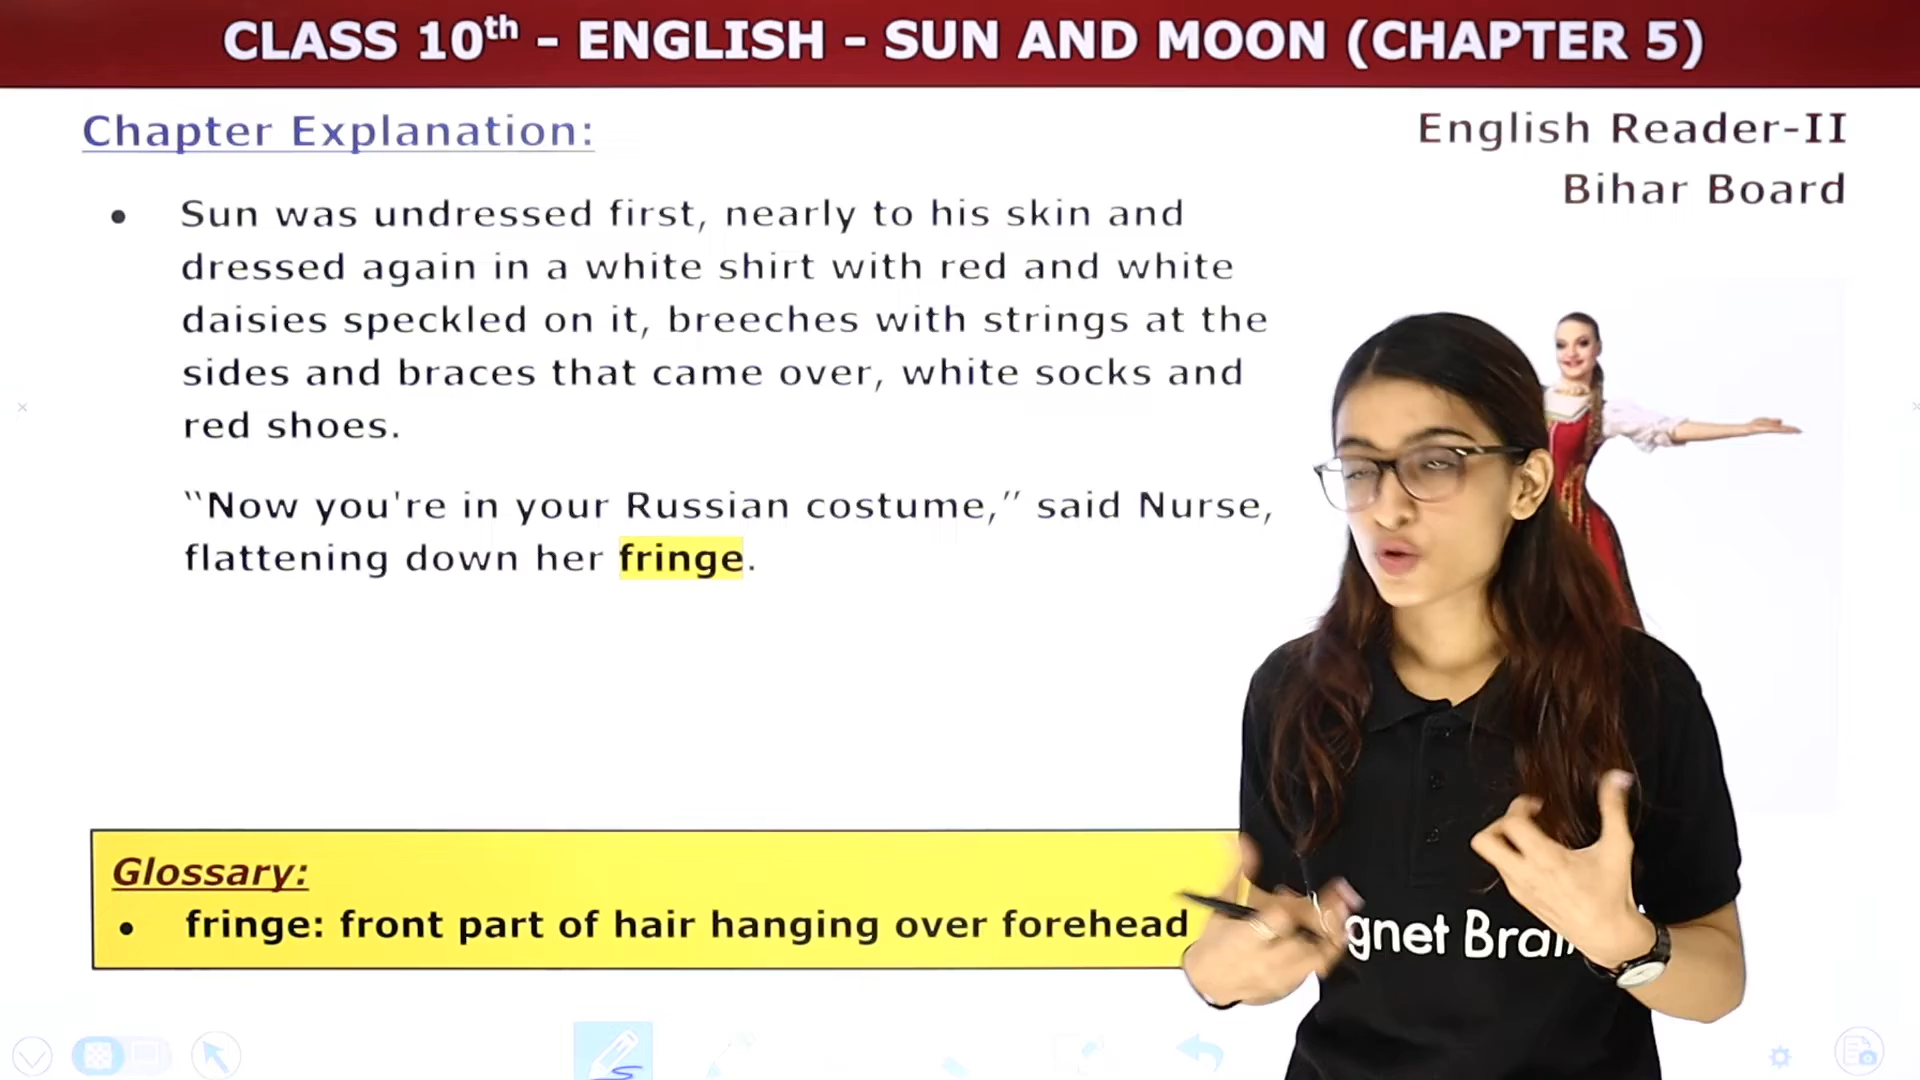 CLASS 10th - ENGLISH - SUN AND MOON (CHAPTER 5)
Chapter Explanation:
English Reader-II
Bihar Board
• Sun was undressed first, nearly to his skin and
dressed again in a white shirt with red and white
daisies speckled on it, breeches with strings at the
sides and braces that came over, white socks and
red shoes.
“Now you're in your Russian costume,” said Nurse,
flattening down her fringe.
Glossary:
• fringe: front part of hair hanging over forehead
gnet Brai